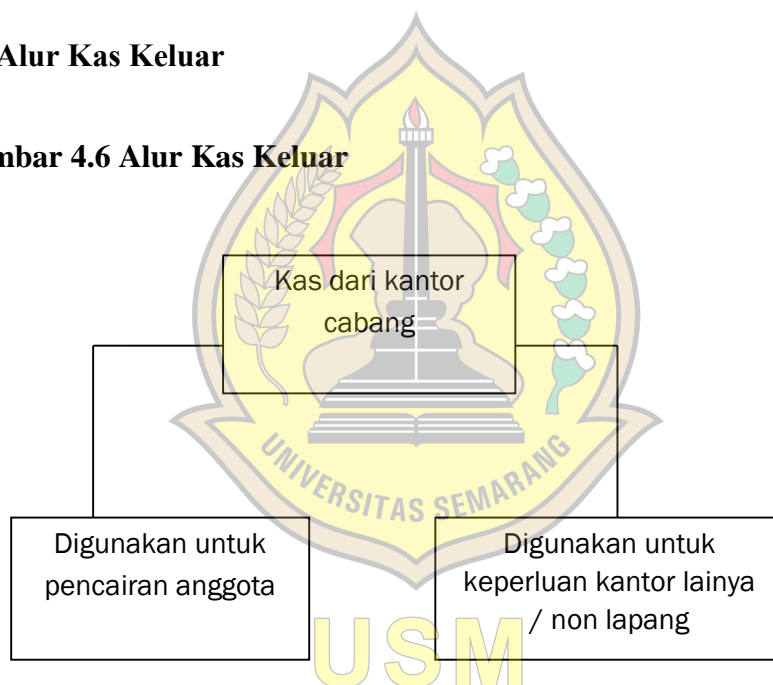 Alur Kas Keluar
mbar 4.6 Alur Kas Keluar
Kas dari kantor
cabang
UNIVERSITAS SEMARANG
Digunakan untuk
pencairan anggota
Digunakan untuk
keperluan kantor lainya
/ non lapang
USM